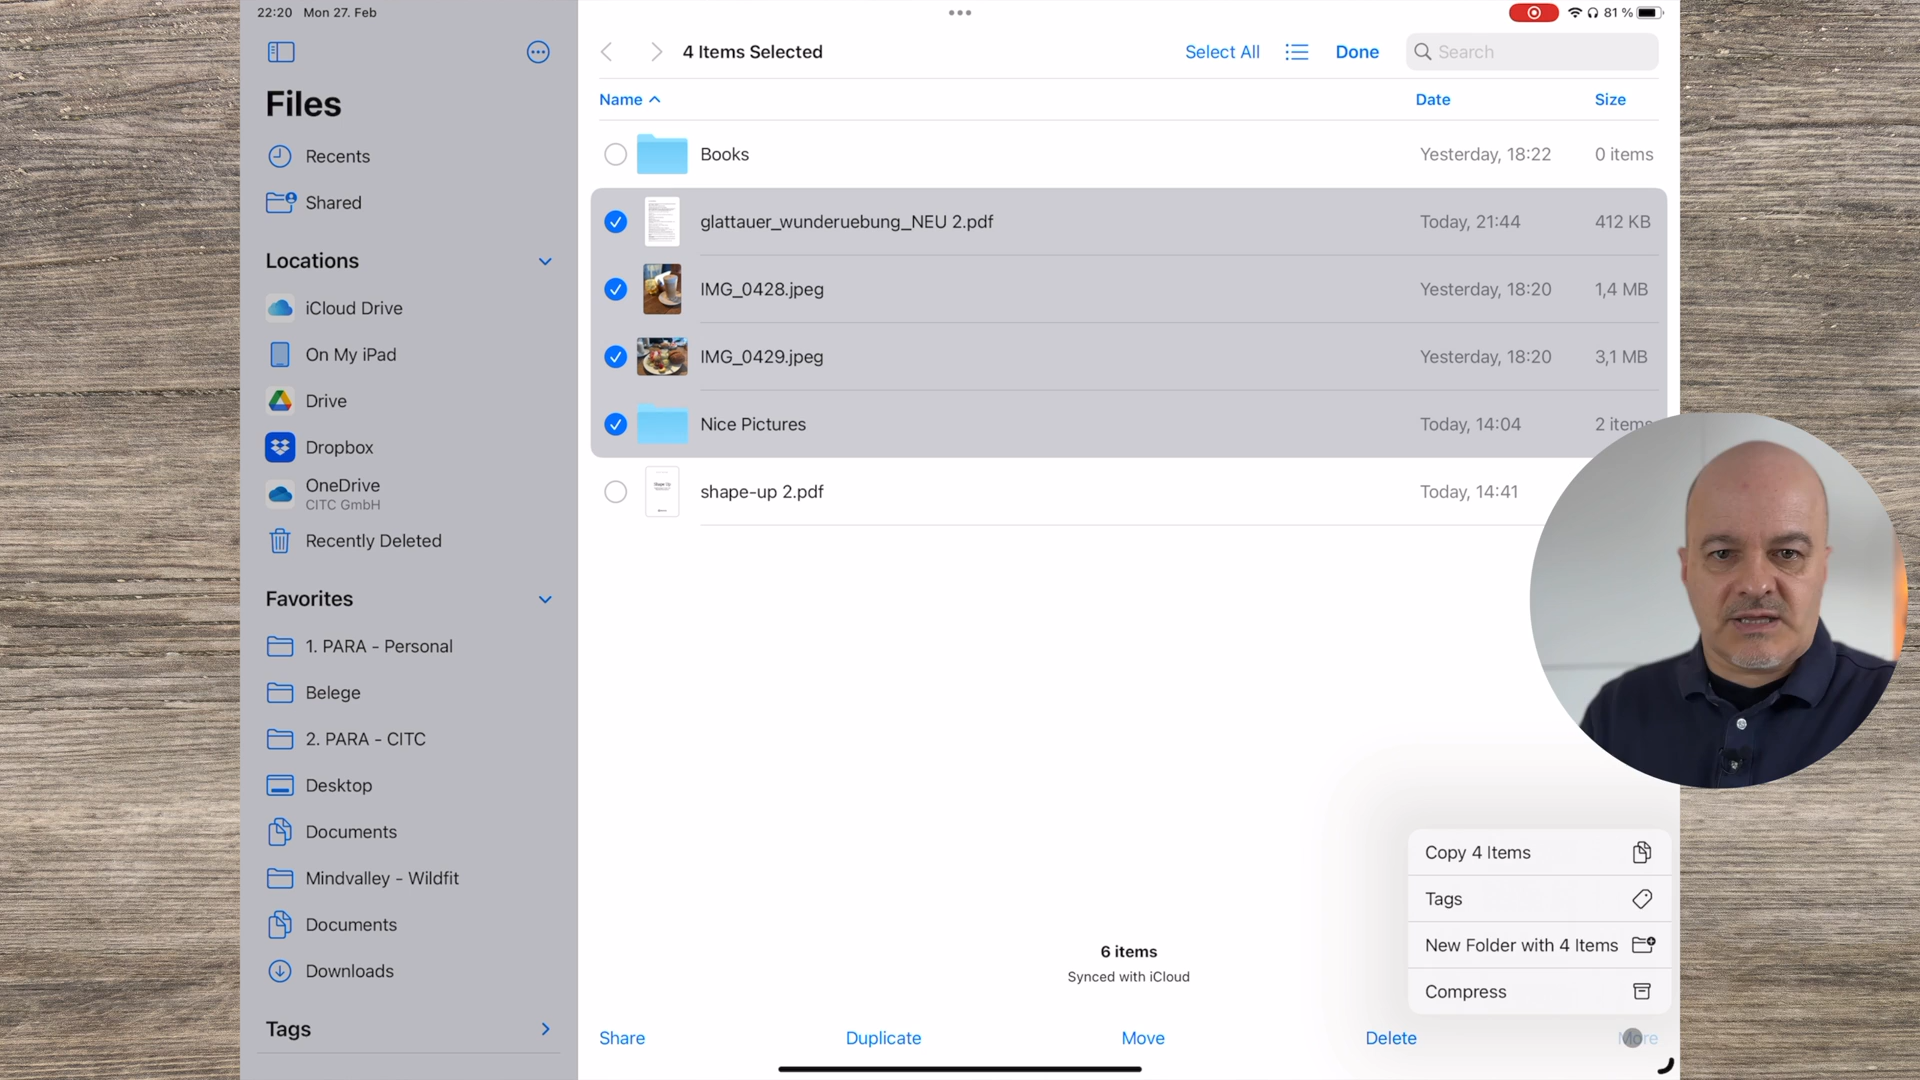 22:20 Mon 27. Feb
81 %
Files
Recents
Shared
Locations
iCloud Drive
On My iPad
Drive
Dropbox
OneDrive
CITC GmbH
Recently Deleted
Favorites
1. PARA - Personal
Belege
2. PARA - CITC
Desktop
Documents
Mindvalley - Wildfit
Documents
Downloads
Tags
4 Items Selected
Select All
Done
Search
Name Date Size
Books Yesterday, 18:22 0 items
glattauer_wunderuebung_NEU 2.pdf Today, 21:44 412 KB
IMG_0428.jpeg Yesterday, 18:20 1,4 MB
IMG_0429.jpeg Yesterday, 18:20 3,1 MB
Nice Pictures Today, 14:04 2 items
shape-up 2.pdf Today, 14:41
6 items
Synced with iCloud
Copy 4 Items
Tags
New Folder with 4 Items
Compress
Share Duplicate Move Delete More